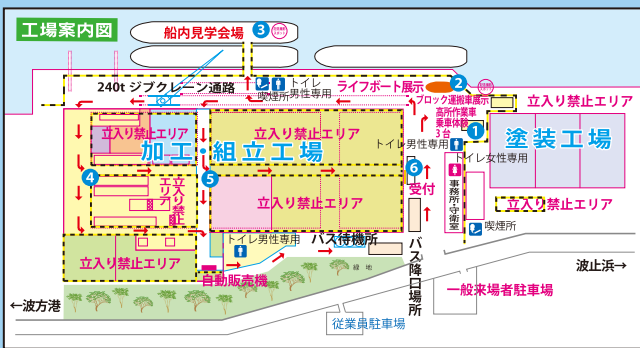 工場案内図
船内見学会場 3
240t ジブクレーン通路
喫煙所
トイレ
男性専用
ライフボート展示 2
ブロック運搬車展示
高所作業車
乗車体験
3台
1
立入り禁止エリア
塗装工場
立入り禁止エリア
立入り禁止エリア
加工・組立工場
トイレ男性専用
トイレ女性専用
4
立入り禁止
エリア
5
立入り禁止エリア
6
受付
事務所・守衛室
立入り禁止エリア
喫煙所
立入り禁止エリア
トイレ男性専用
バス待機所
バス降口場所
自動販売機
緑地
波止浜→
一般来場者駐車場
←波方港
従業員駐車場